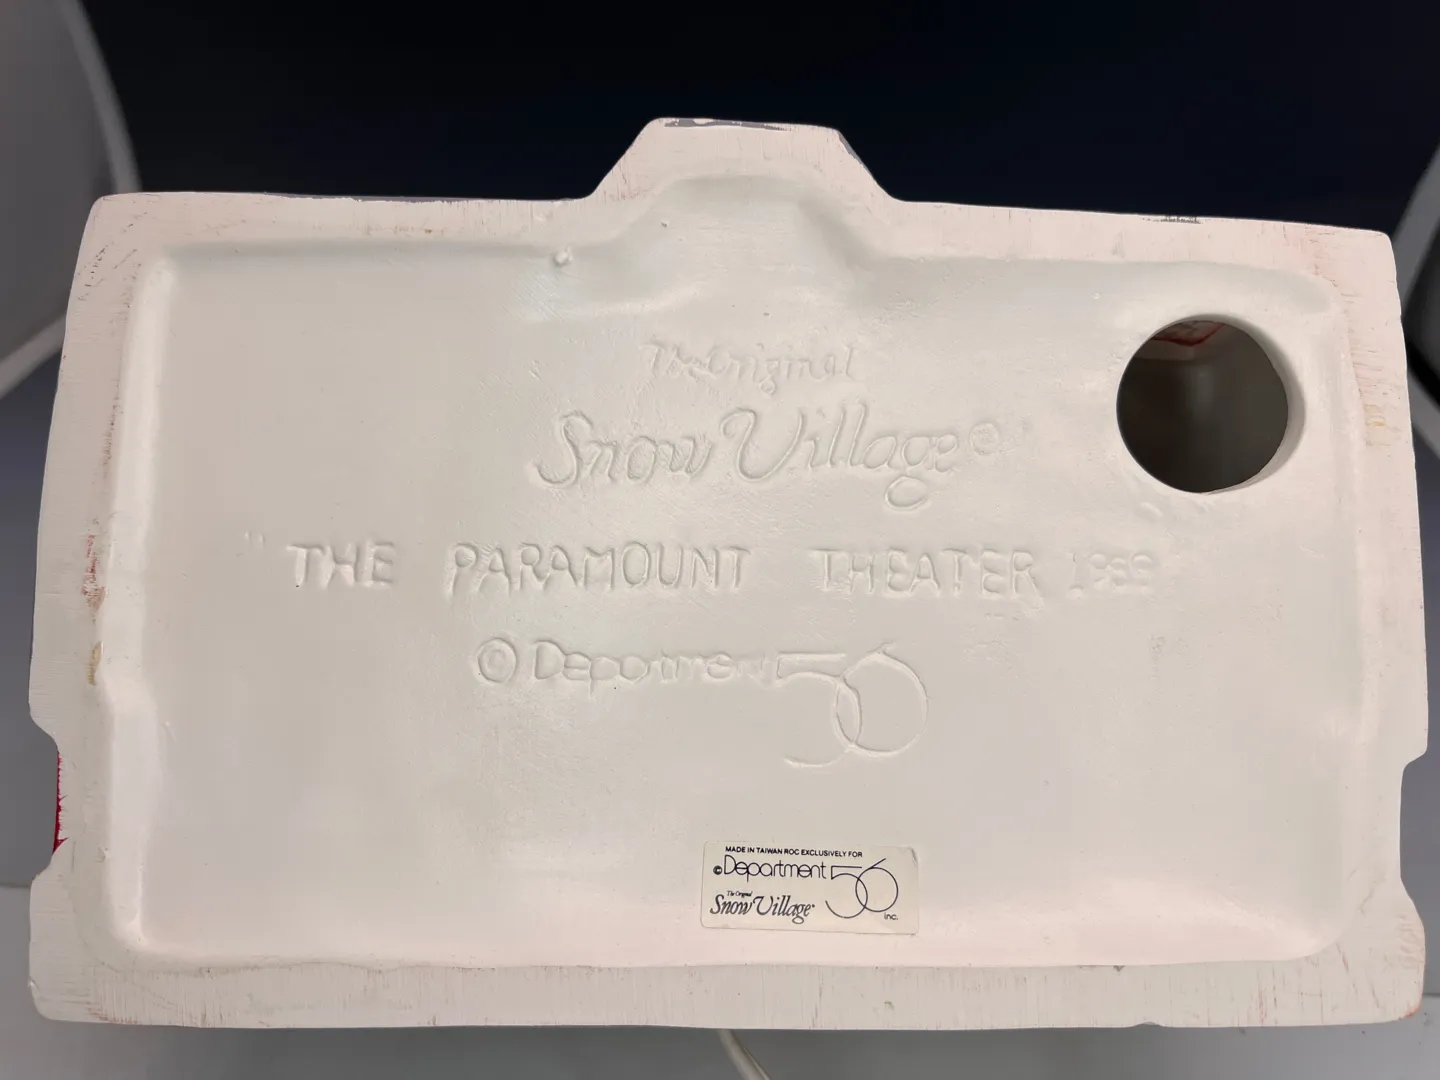 The Original
Snow Village©
"THE PARAMOUNT THEATER 1989
© Department 56
MADE IN TAIWAN ROC EXCLUSIVELY FOR
©Department 56
The Original
Snow Village®
inc.